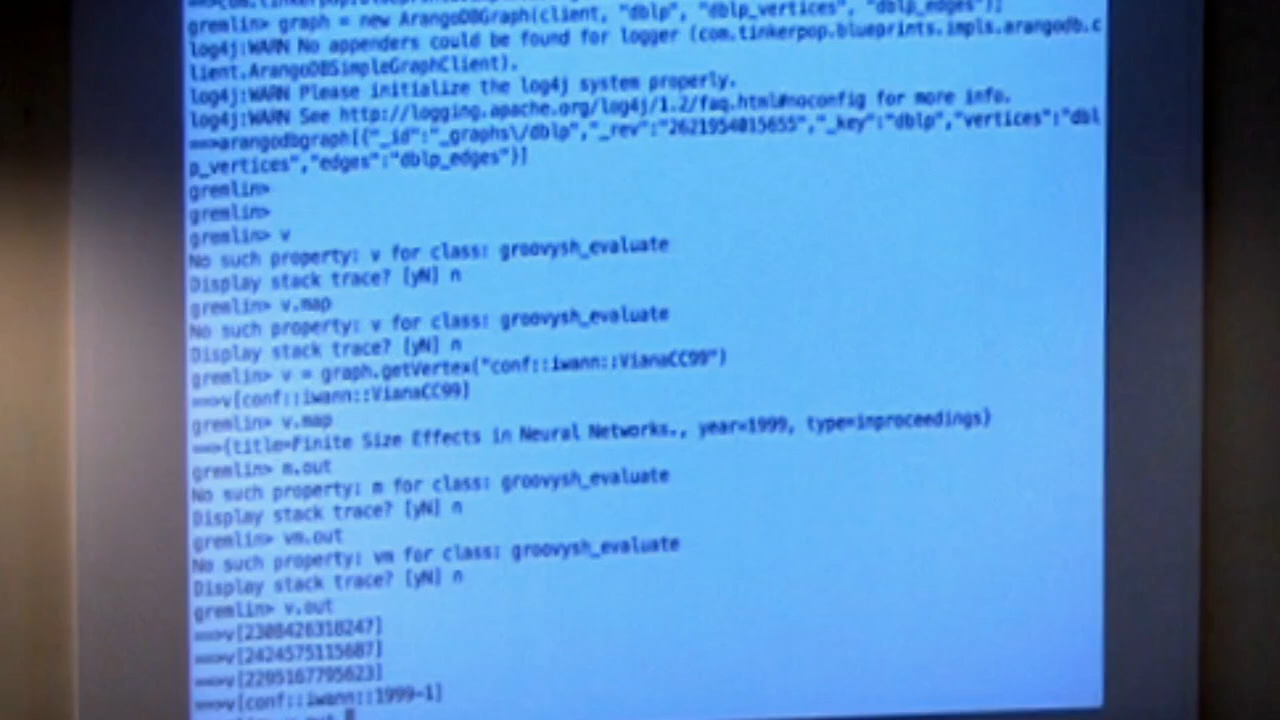 gremlin> graph = new ArangoDBGraph(client, "dblp", "dblp_vertices", "dblp_edges");
log4j:WARN No appenders could be found for logger (com.tinkerpop.blueprints.impls.arangodb.c
lient.ArangoDBSimpleGraphClient).
log4j:WARN Please initialize the log4j system properly.
log4j:WARN See http://logging.apache.org/log4j/1.2/faq.html#noconfig for more info.
==>arangodbgraph[{"_id":"_graphs\/dblp","_rev":"2621954015655","_key":"dblp","vertices":"dbl
p_vertices","edges":"dblp_edges"}]
gremlin>
gremlin>
gremlin> v
No such property: v for class: groovysh_evaluate
Display stack trace? [yN] n
gremlin> v.map
No such property: v for class: groovysh_evaluate
Display stack trace? [yN] n
gremlin> v = graph.getVertex("conf::iwann::VianaCC99")
==>v[conf::iwann::VianaCC99]
gremlin> v.map
==>{title=Finite Size Effects in Neural Networks., year=1999, type=inproceedings}
gremlin> m.out
No such property: m for class: groovysh_evaluate
Display stack trace? [yN] n
gremlin> vm.out
No such property: vm for class: groovysh_evaluate
Display stack trace? [yN] n
gremlin> v.out
==>v[2308426318247]
==>v[2424575115687]
==>v[2295167795623]
==>v[conf::iwann::1999-1]